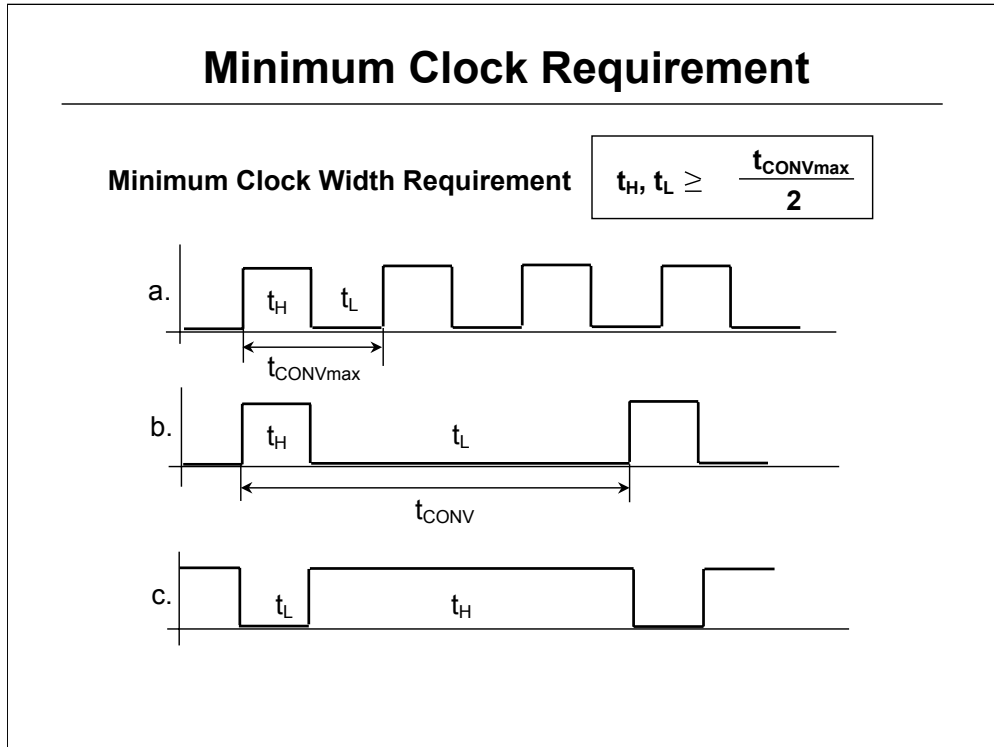 Minimum Clock Requirement
Minimum Clock Width Requirement tH, tL ≥ tCONVmax
2
a. tH tL
tCONVmax
b. tH tL
tCONV
c. tL tH